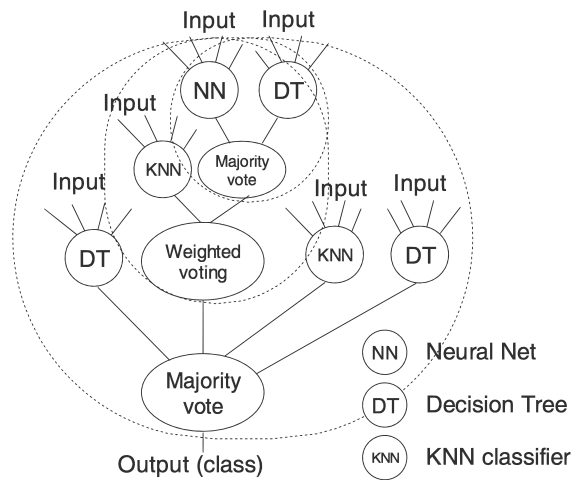 Input
Input
NN
DT
Input
KNN
Majority
vote
Input
Input
Input
DT
Weighted
voting
KNN
DT
NN
Neural Net
Majority
vote
DT
Decision Tree
KNN
KNN classifier
Output (class)